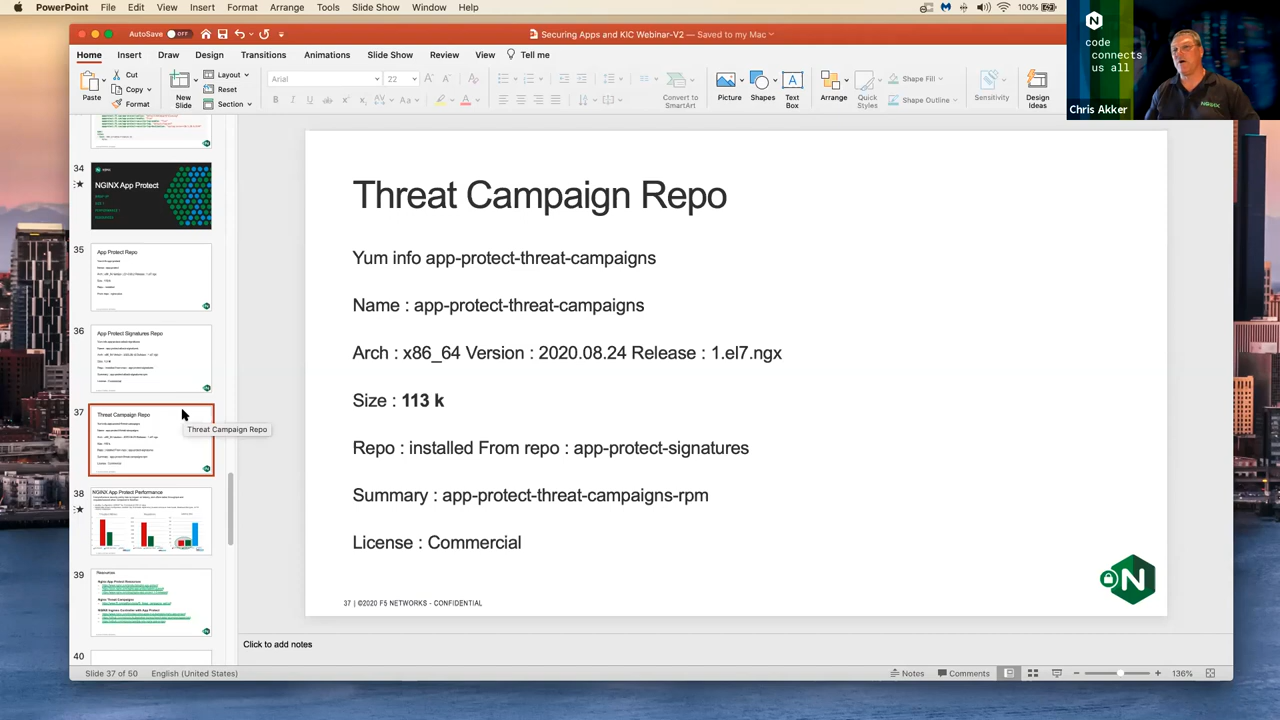 PowerPoint File Edit View Insert Format Arrange Tools Slide Show Window Help
100%
AutoSave OFF
Securing Apps and KIC Webinar-V2 — Saved to my Mac
Home Insert Draw Design Transitions Animations Slide Show Review View Tell me
Paste
Cut
Copy
Format
New Slide
Layout
Reset
Section
Arial 22
Convert to SmartArt
Picture
Shapes
Text Box
Arrange
Quick Styles
Shape Fill
Shape Outline
Sensitivity
Design Ideas
code
connects
us all
Chris Akker
NGINX
34
NGINX App Protect
35
App Protect Repo
36
App Protect Signatures Repo
37
Threat Campaign Repo
Threat Campaign Repo
38
NGINX App Protect Performance
39
Resources
40
Threat Campaign Repo
Yum info app-protect-threat-campaigns
Name : app-protect-threat-campaigns
Arch : x86_64 Version : 2020.08.24 Release : 1.el7.ngx
Size : 113 k
Repo : installed From repo : app-protect-signatures
Summary : app-protect-threat-campaigns-rpm
License : Commercial
37 | ©2020 F5 NETWORKS - CONFIDENTIAL
N
Click to add notes
Slide 37 of 50 English (United States) Notes Comments 136%